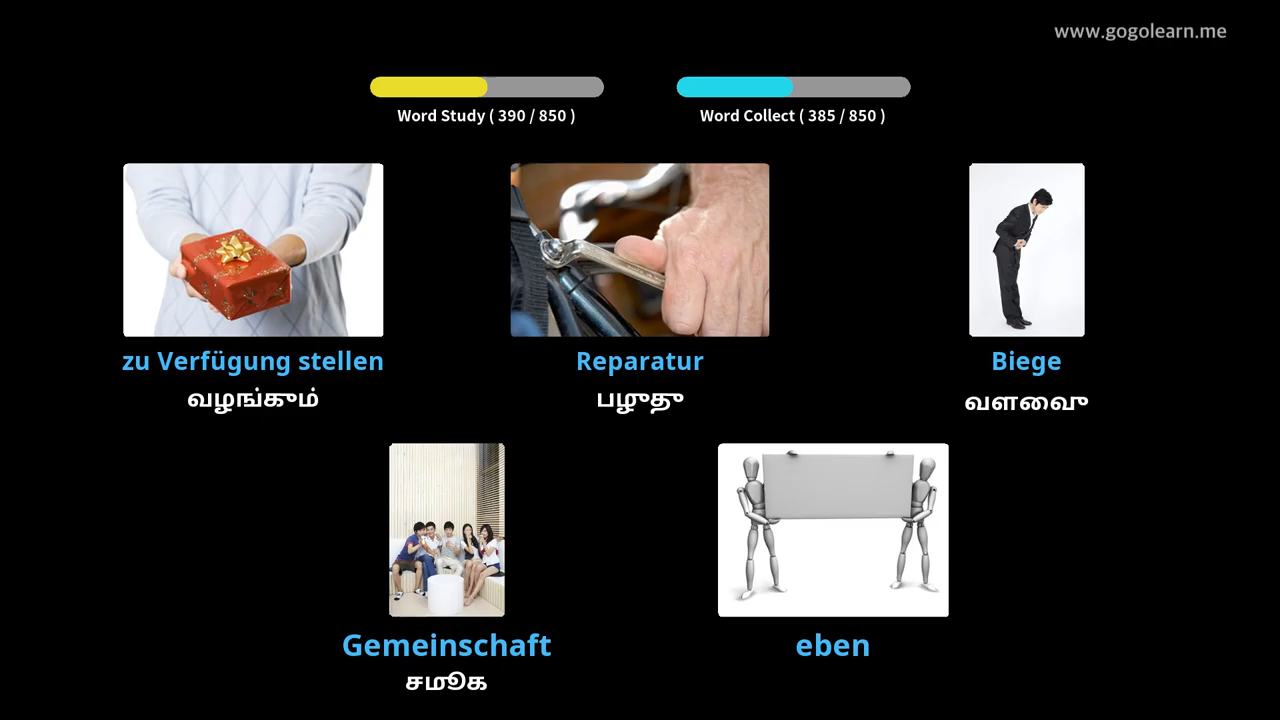 www.gogolearn.me
Word Study ( 390 / 850 )
Word Collect ( 385 / 850 )
zu Verfügung stellen
வழங்கும்
Reparatur
பழுது
Biege
வளைவு
Gemeinschaft
சமூக
eben